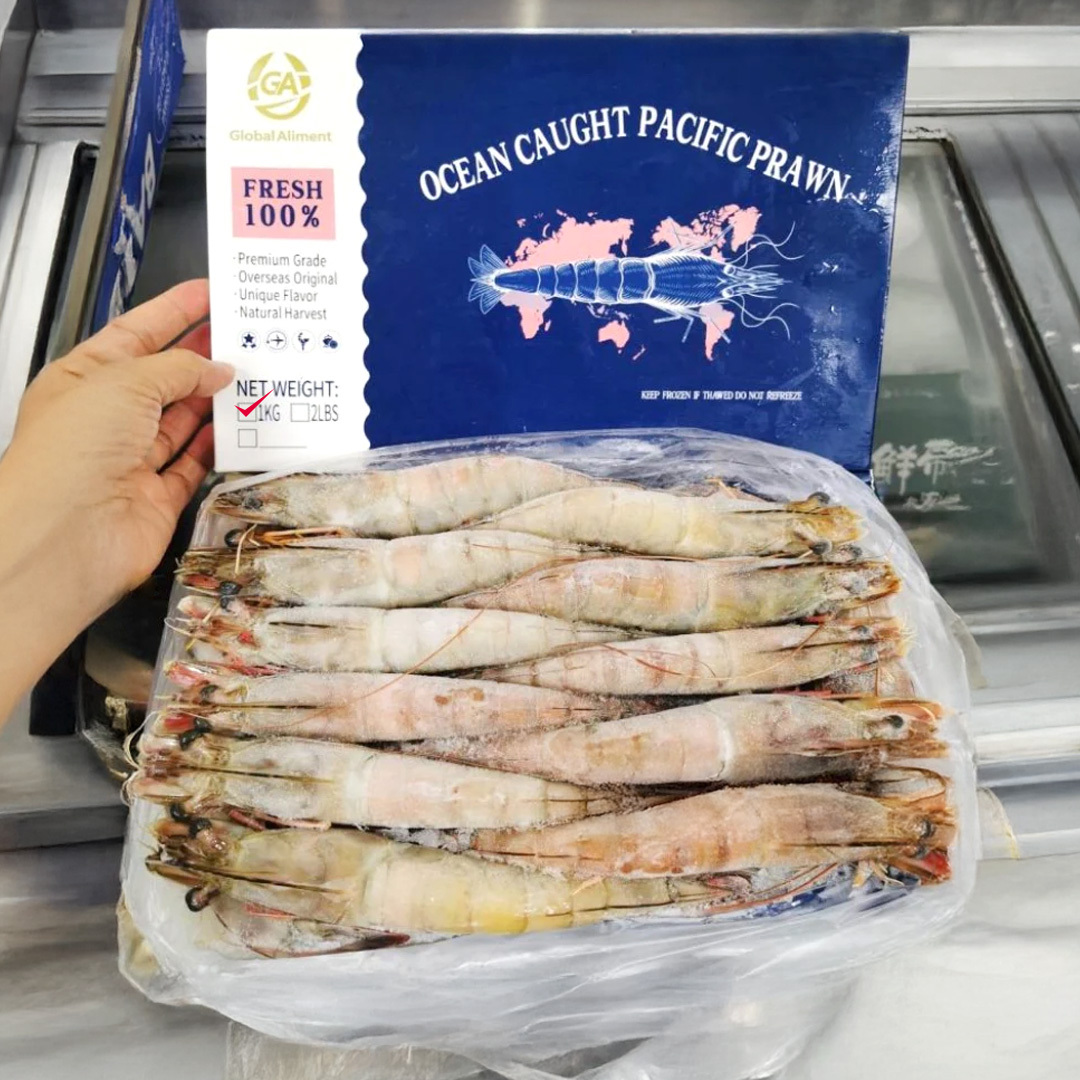 GA
Global Aliment
FRESH
100%
· Premium Grade
· Overseas Original
· Unique Flavor
· Natural Harvest
NET WEIGHT:
1KG 2LBS
OCEAN CAUGHT PACIFIC PRAWN
KEEP FROZEN IF THAWED DO NOT REFREEZE
鲜